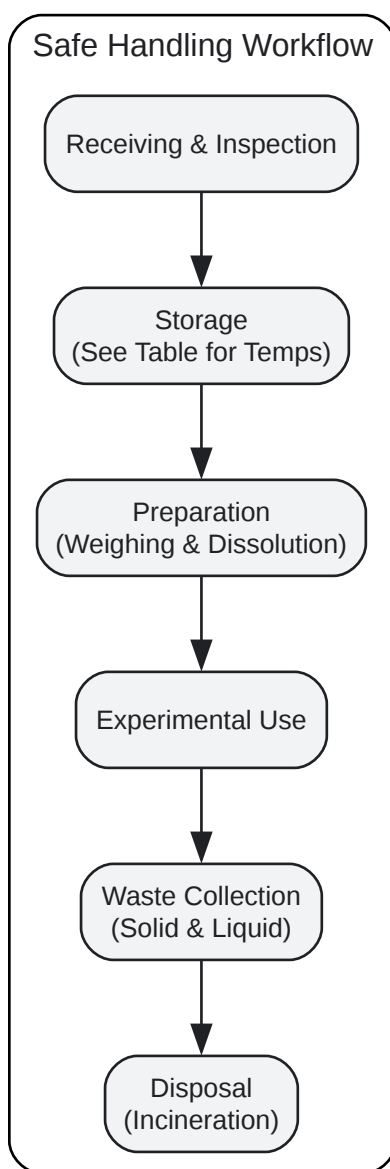 Safe Handling Workflow
Receiving & Inspection
Storage
(See Table for Temps)
Preparation
(Weighing & Dissolution)
Experimental Use
Waste Collection
(Solid & Liquid)
Disposal
(Incineration)